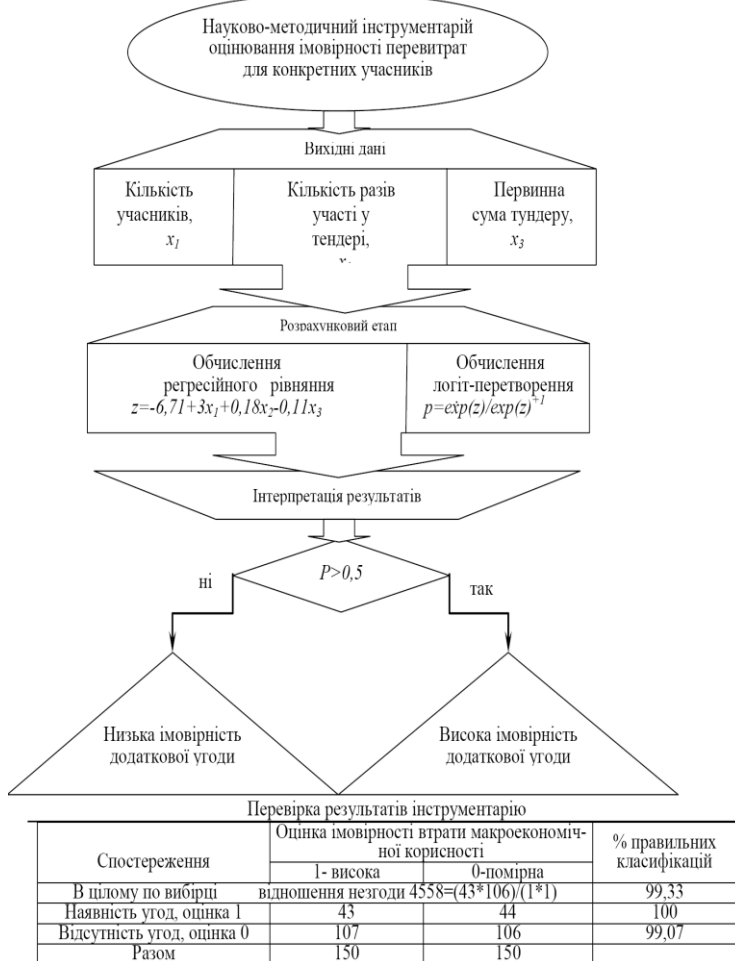 Науково-методичний інструментарій
оцінювання імовірності перевитрат
для конкретних учасників
Вихідні дані
Кількість
учасників,
x₁
Кількість разів
участі у
тендері,
Первинна
сума тундеру,
x₃
Розрахунковий етап
Обчислення
регресійного рівняння
z=-6,71+3x₁+0,18x₂-0,11x₃
Обчислення
логіт-перетворення
p=exp(z)/exp(z)⁺¹
Інтерпретація результатів
P>0,5
ні
так
Низька імовірність
додаткової угоди
Висока імовірність
додаткової угоди
Перевірка результатів інструментарію
Спостереження
Оцінка імовірності втрати макроекономіч-
ної корисності
% правильних
класифікацій
1- висока
0-помірна
В цілому по вибірці відношення незгоди 4558=(43*106)/(1*1) 99,33
Наявність угод, оцінка 1 43 44 100
Відсутність угод, оцінка 0 107 106 99,07
Разом 150 150